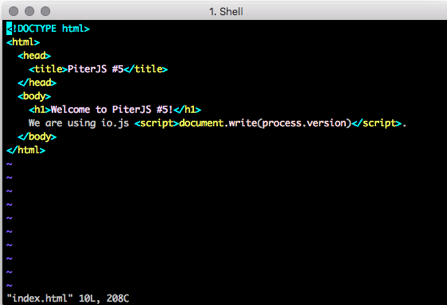 1. Shell
<!DOCTYPE html>
<html>
  <head>
    <title>PiterJS #5</title>
  </head>
  <body>
    <h1>Welcome to PiterJS #5!</h1>
    We are using io.js <script>document.write(process.version)</script>.
  </body>
</html>
~
~
~
~
~
~
~
~
~
~
"index.html" 10L, 208C